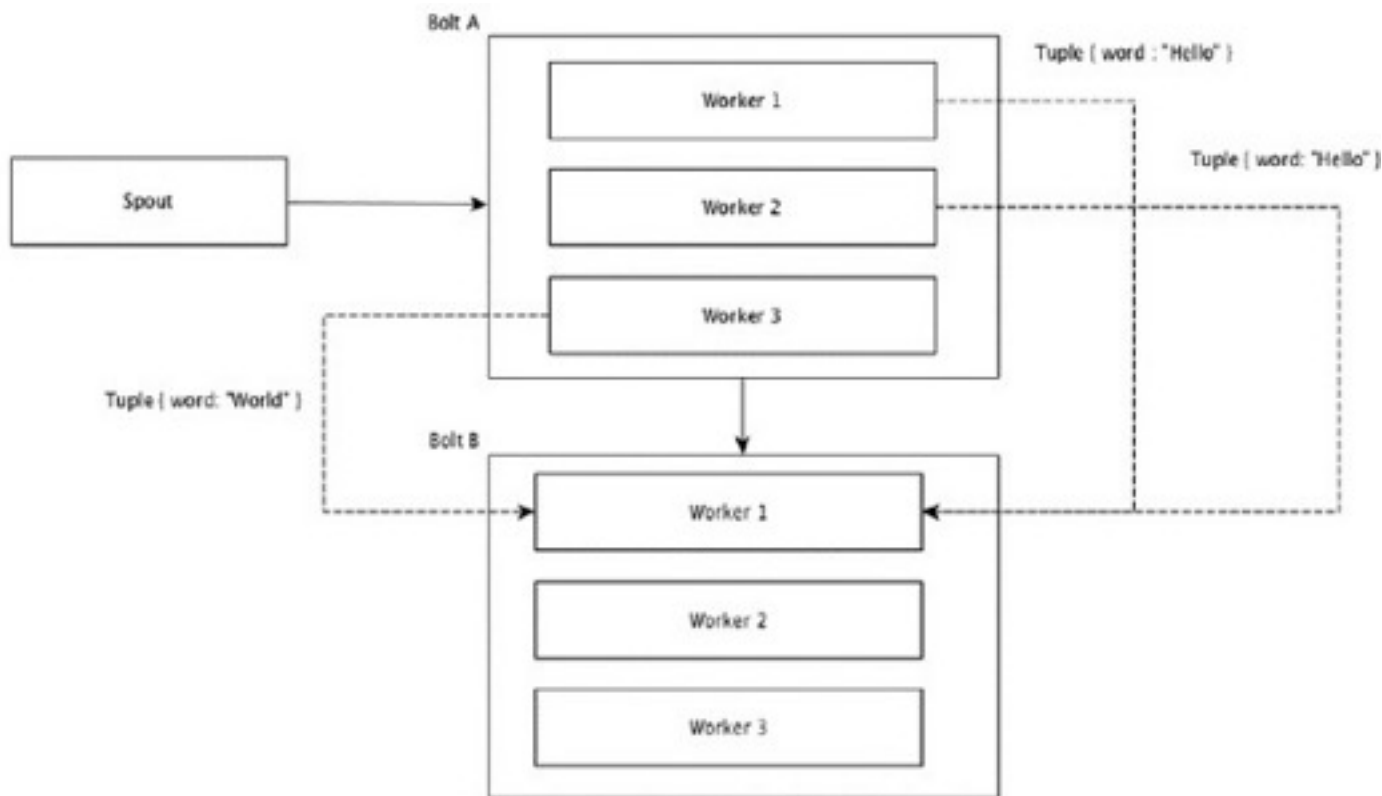 Bolt A
Tuple { word : "Hello" }
Worker 1
Tuple { word: "Hello" }
Spout
Worker 2
Worker 3
Tuple { word: "World" }
Bolt B
Worker 1
Worker 2
Worker 3